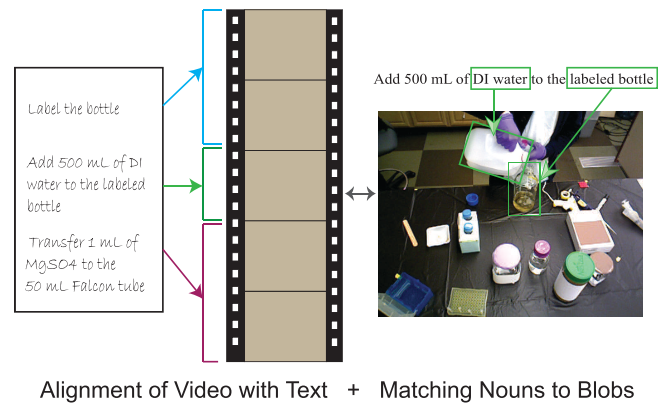 Label the bottle
Add 500 mL of DI
water to the labeled
bottle
Transfer 1 mL of
MgSO4 to the
50 mL Falcon tube
Add 500 mL of DI water to the labeled bottle
Alignment of Video with Text + Matching Nouns to Blobs